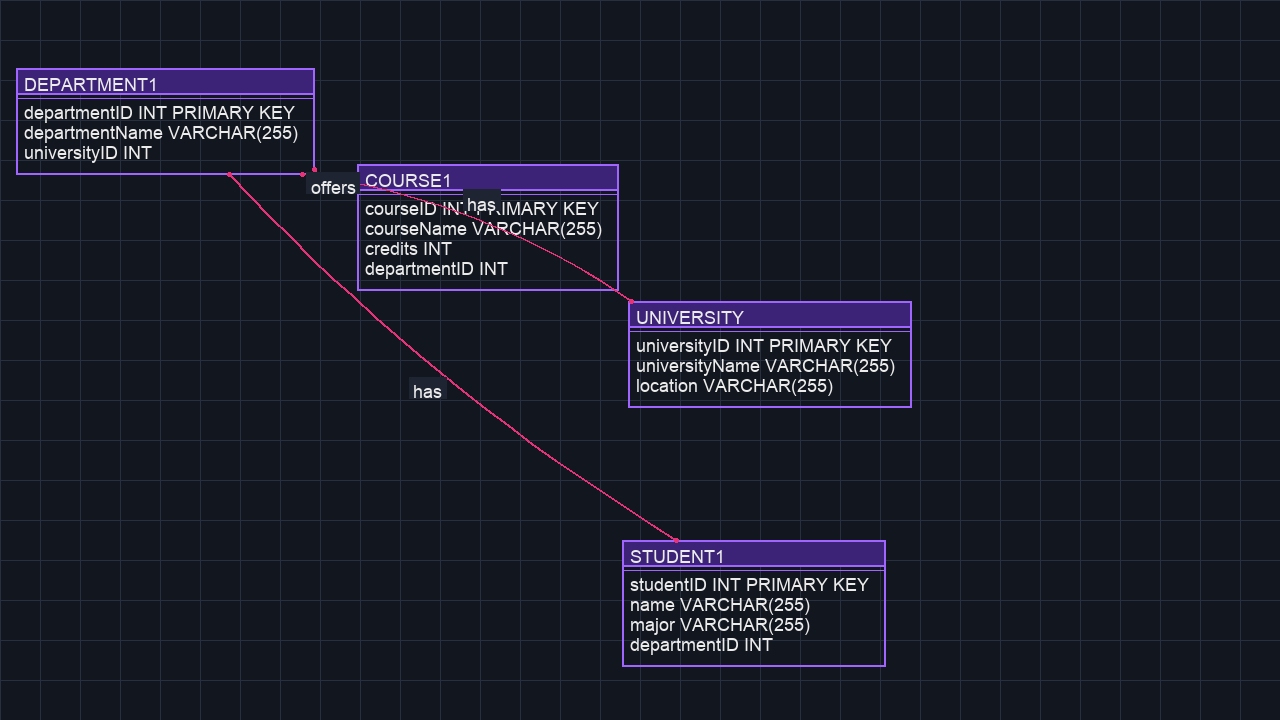 DEPARTMENT1
departmentID INT PRIMARY KEY
departmentName VARCHAR(255)
universityID INT
offers
COURSE1
has
courseID INT PRIMARY KEY
courseName VARCHAR(255)
credits INT
departmentID INT
UNIVERSITY
universityID INT PRIMARY KEY
universityName VARCHAR(255)
location VARCHAR(255)
has
STUDENT1
studentID INT PRIMARY KEY
name VARCHAR(255)
major VARCHAR(255)
departmentID INT